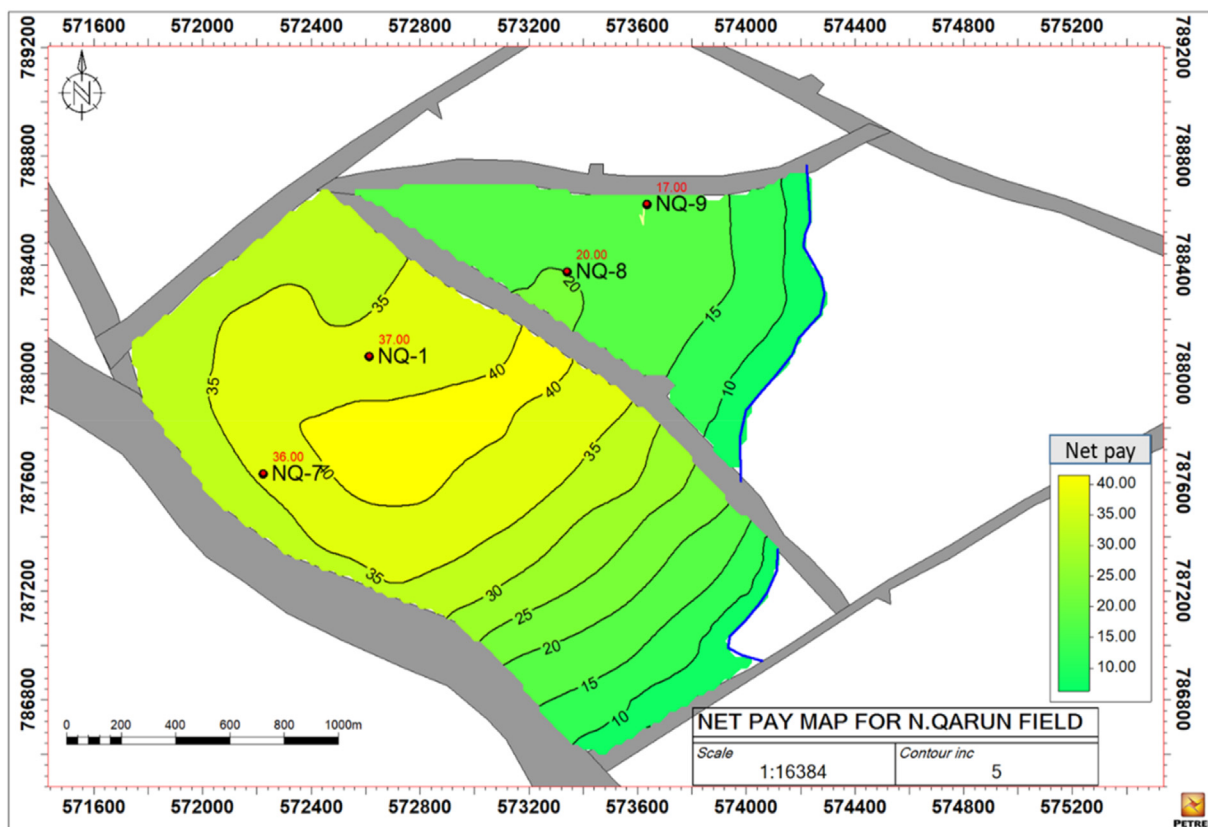 571600 572000 572400 572800 573200 573600 574000 574400 574800 575200
789200 789200
N
788800 788800
17.00
NQ-9
788400 788400
20.00
NQ-8
20
35
15
37.00
NQ-1
788000 788000
40
40
35
10
36.00
NQ-7
40
35
787600 787600
Net pay
40.00
30.00
20.00
15.00
10.00
35
30
25
20
15
10
787200 787200
786800 786800
0 200 400 600 800 1000m
NET PAY MAP FOR N.QARUN FIELD
Scale Contour inc
1:16384 5
571600 572000 572400 572800 573200 573600 574000 574400 574800 575200
PETREL